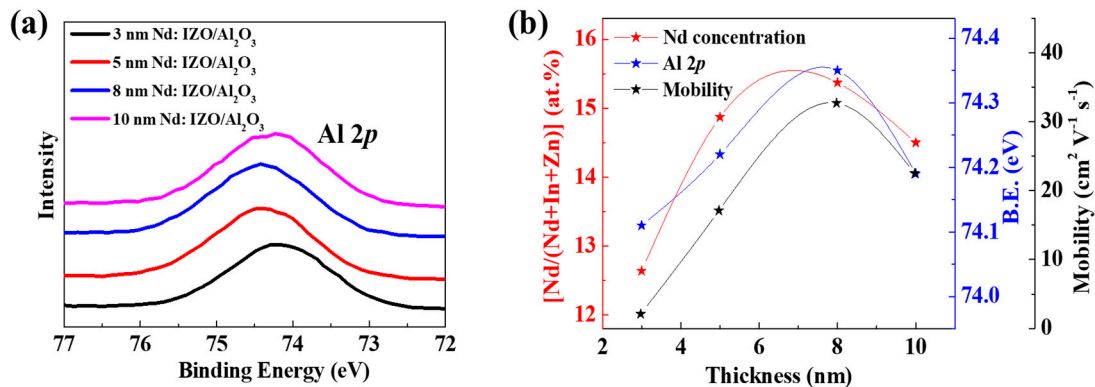 (a)
3 nm Nd: IZO/Al₂O₃
5 nm Nd: IZO/Al₂O₃
8 nm Nd: IZO/Al₂O₃
10 nm Nd: IZO/Al₂O₃
Al 2p
Intensity
77 76 75 74 73 72
Binding Energy (eV)
(b)
Nd concentration
Al 2p
Mobility
[Nd/(Nd+In+Zn)] (at.%)
16
15
14
13
12
2 4 6 8 10
Thickness (nm)
74.4
74.3
74.2
74.1
74.0
B.E. (eV)
40
30
20
10
0
Mobility (cm² V⁻¹ s⁻¹)